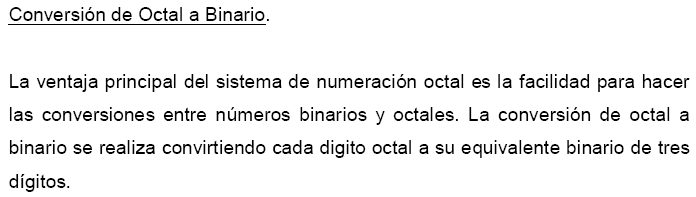 Conversión de Octal a Binario.
La ventaja principal del sistema de numeración octal es la facilidad para hacer
las conversiones entre números binarios y octales. La conversión de octal a
binario se realiza convirtiendo cada digito octal a su equivalente binario de tres
dígitos.